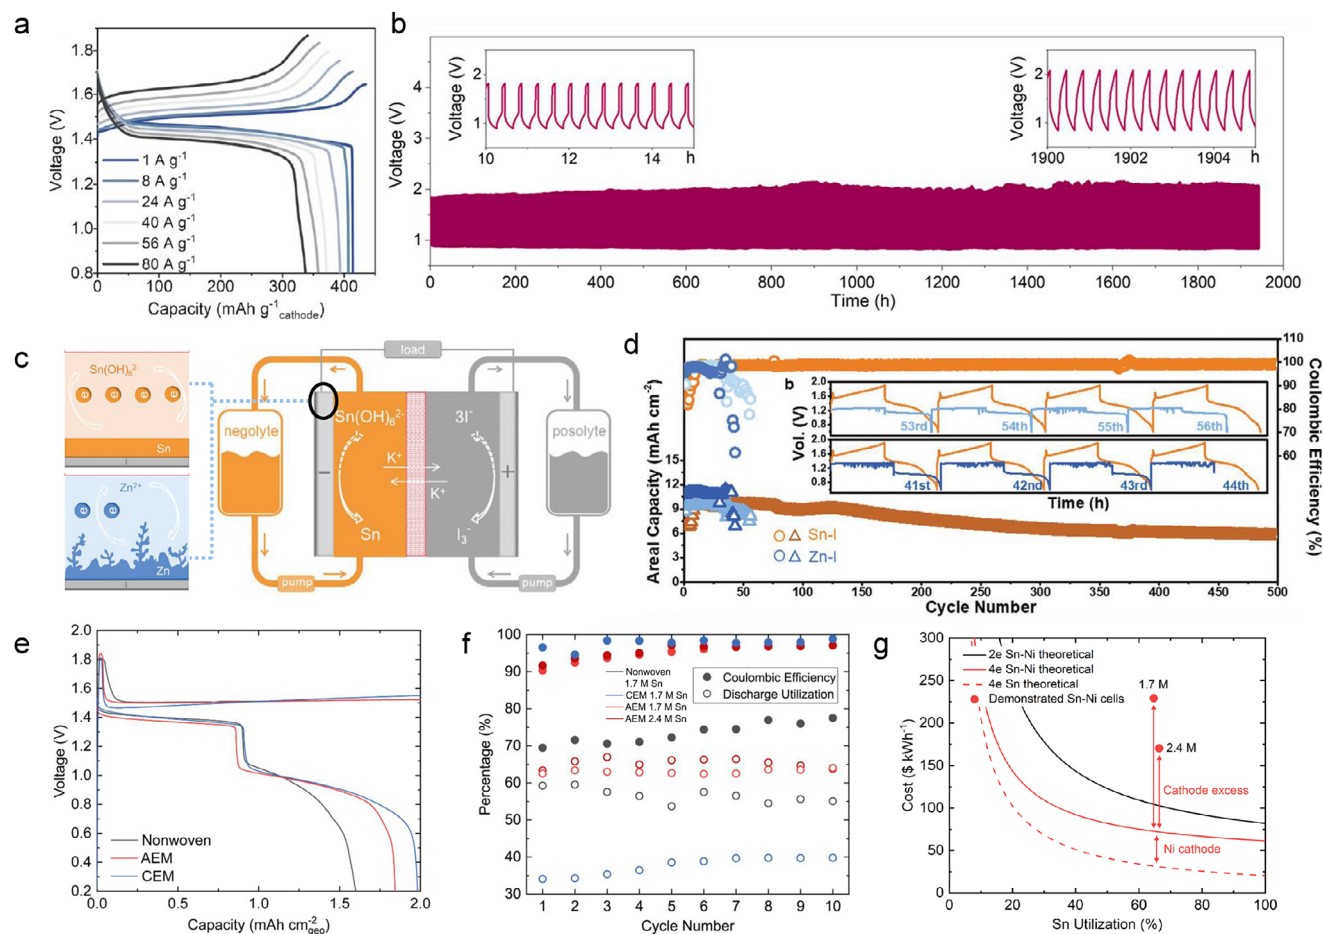 a
1.8
1.6
1.4
1.2
1.0
0.8
Voltage (V)
1 A g⁻¹
8 A g⁻¹
24 A g⁻¹
40 A g⁻¹
56 A g⁻¹
80 A g⁻¹
0 100 200 300 400
Capacity (mAh g⁻¹cathode)
b
5
4
3
2
1
Voltage (V)
2
1
Voltage (V)
10 12 14 h
2
1
Voltage (V)
1900 1902 1904 h
0 200 400 600 800 1000 1200 1400 1600 1800 2000
Time (h)
c
Sn(OH)₆²⁻
e e e e
Sn
Zn²⁺
e e
Zn
load
negolyte
posolyte
Sn(OH)₆²⁻
3I⁻
−
+
K⁺
K⁺
Sn
I₃⁻
pump
pump
d
Areal Capacity (mAh cm⁻²)
15
12
9
6
3
0
110
100
90
80
70
60
Coulombic Efficiency (%)
b
Vol. (V)
2.0
1.6
1.2
0.8
53rd 54th 55th 56th
2.0
1.6
1.2
0.8
41st 42nd 43rd 44th
Time (h)
Sn-I
Zn-I
0 50 100 150 200 250 300 350 400 450 500
Cycle Number
e
2.0
1.8
1.6
1.4
1.2
1.0
0.8
0.6
0.4
0.2
Voltage (V)
Nonwoven
AEM
CEM
0.0 0.5 1.0 1.5 2.0
Capacity (mAh cm⁻²geo)
f
100
95
90
85
80
75
70
65
60
55
50
45
40
35
30
Percentage (%)
Nonwoven
1.7 M Sn
CEM 1.7 M Sn
AEM 1.7 M Sn
AEM 2.4 M Sn
Coulombic Efficiency
Discharge Utilization
1 2 3 4 5 6 7 8 9 10
Cycle Number
g
300
250
200
150
100
50
0
Cost ($ kWh⁻¹)
2e Sn-Ni theoretical
4e Sn-Ni theoretical
4e Sn theoretical
Demonstrated Sn-Ni cells
1.7 M
2.4 M
Cathode excess
Ni cathode
0 20 40 60 80 100
Sn Utilization (%)